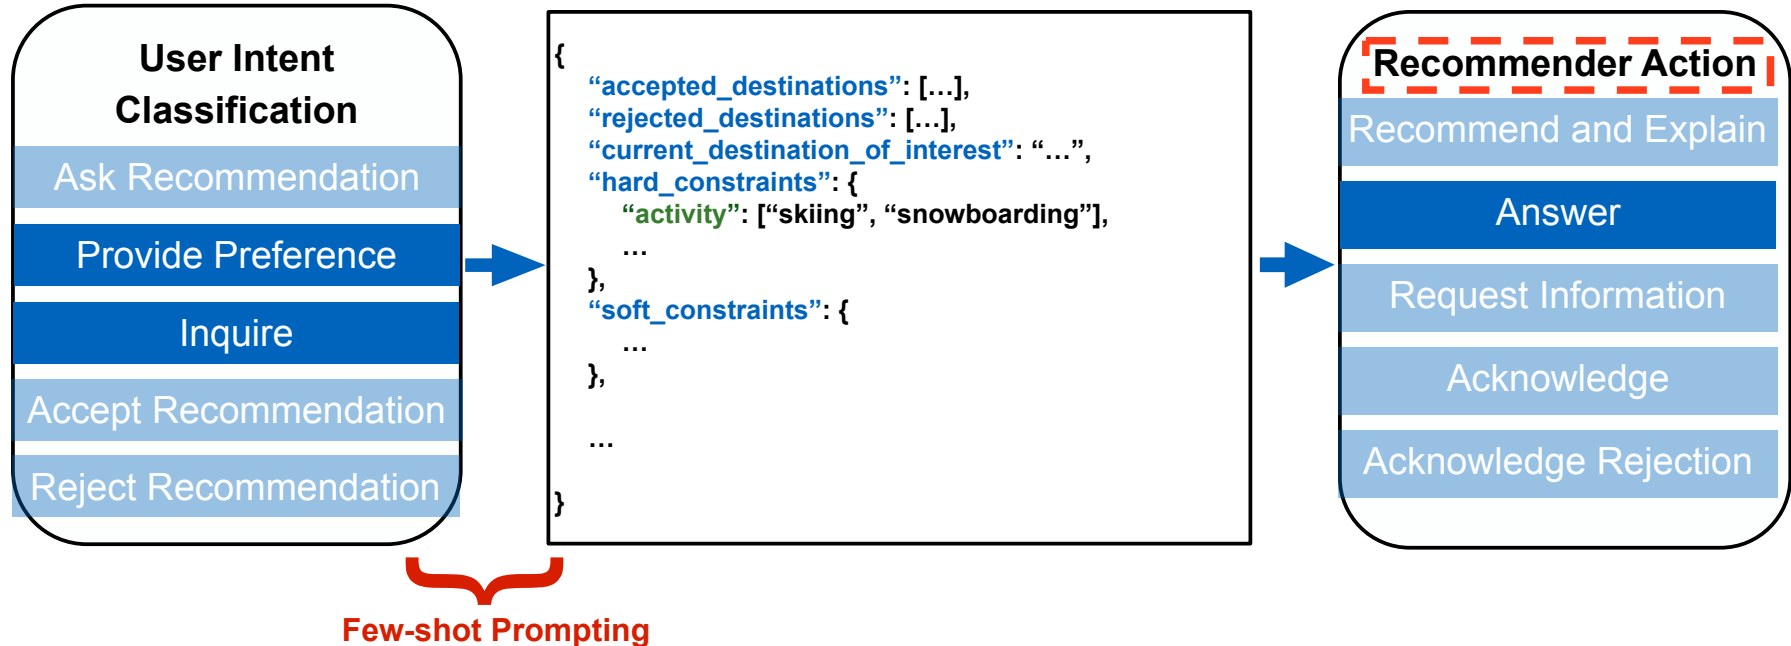 User Intent
Classification
Ask Recommendation
Provide Preference
Inquire
Accept Recommendation
Reject Recommendation
{
“accepted_destinations”: […],
“rejected_destinations”: […],
“current_destination_of_interest”: “…”,
“hard_constraints”: {
“activity”: [“skiing”, “snowboarding”],
…
},
“soft_constraints”: {
…
},
…
}
Recommender Action
Recommend and Explain
Answer
Request Information
Acknowledge
Acknowledge Rejection
Few-shot Prompting